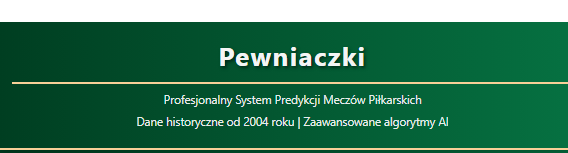 Pewniaczki
Profesjonalny System Predykcji Meczów Piłkarskich
Dane historyczne od 2004 roku | Zaawansowane algorytmy AI